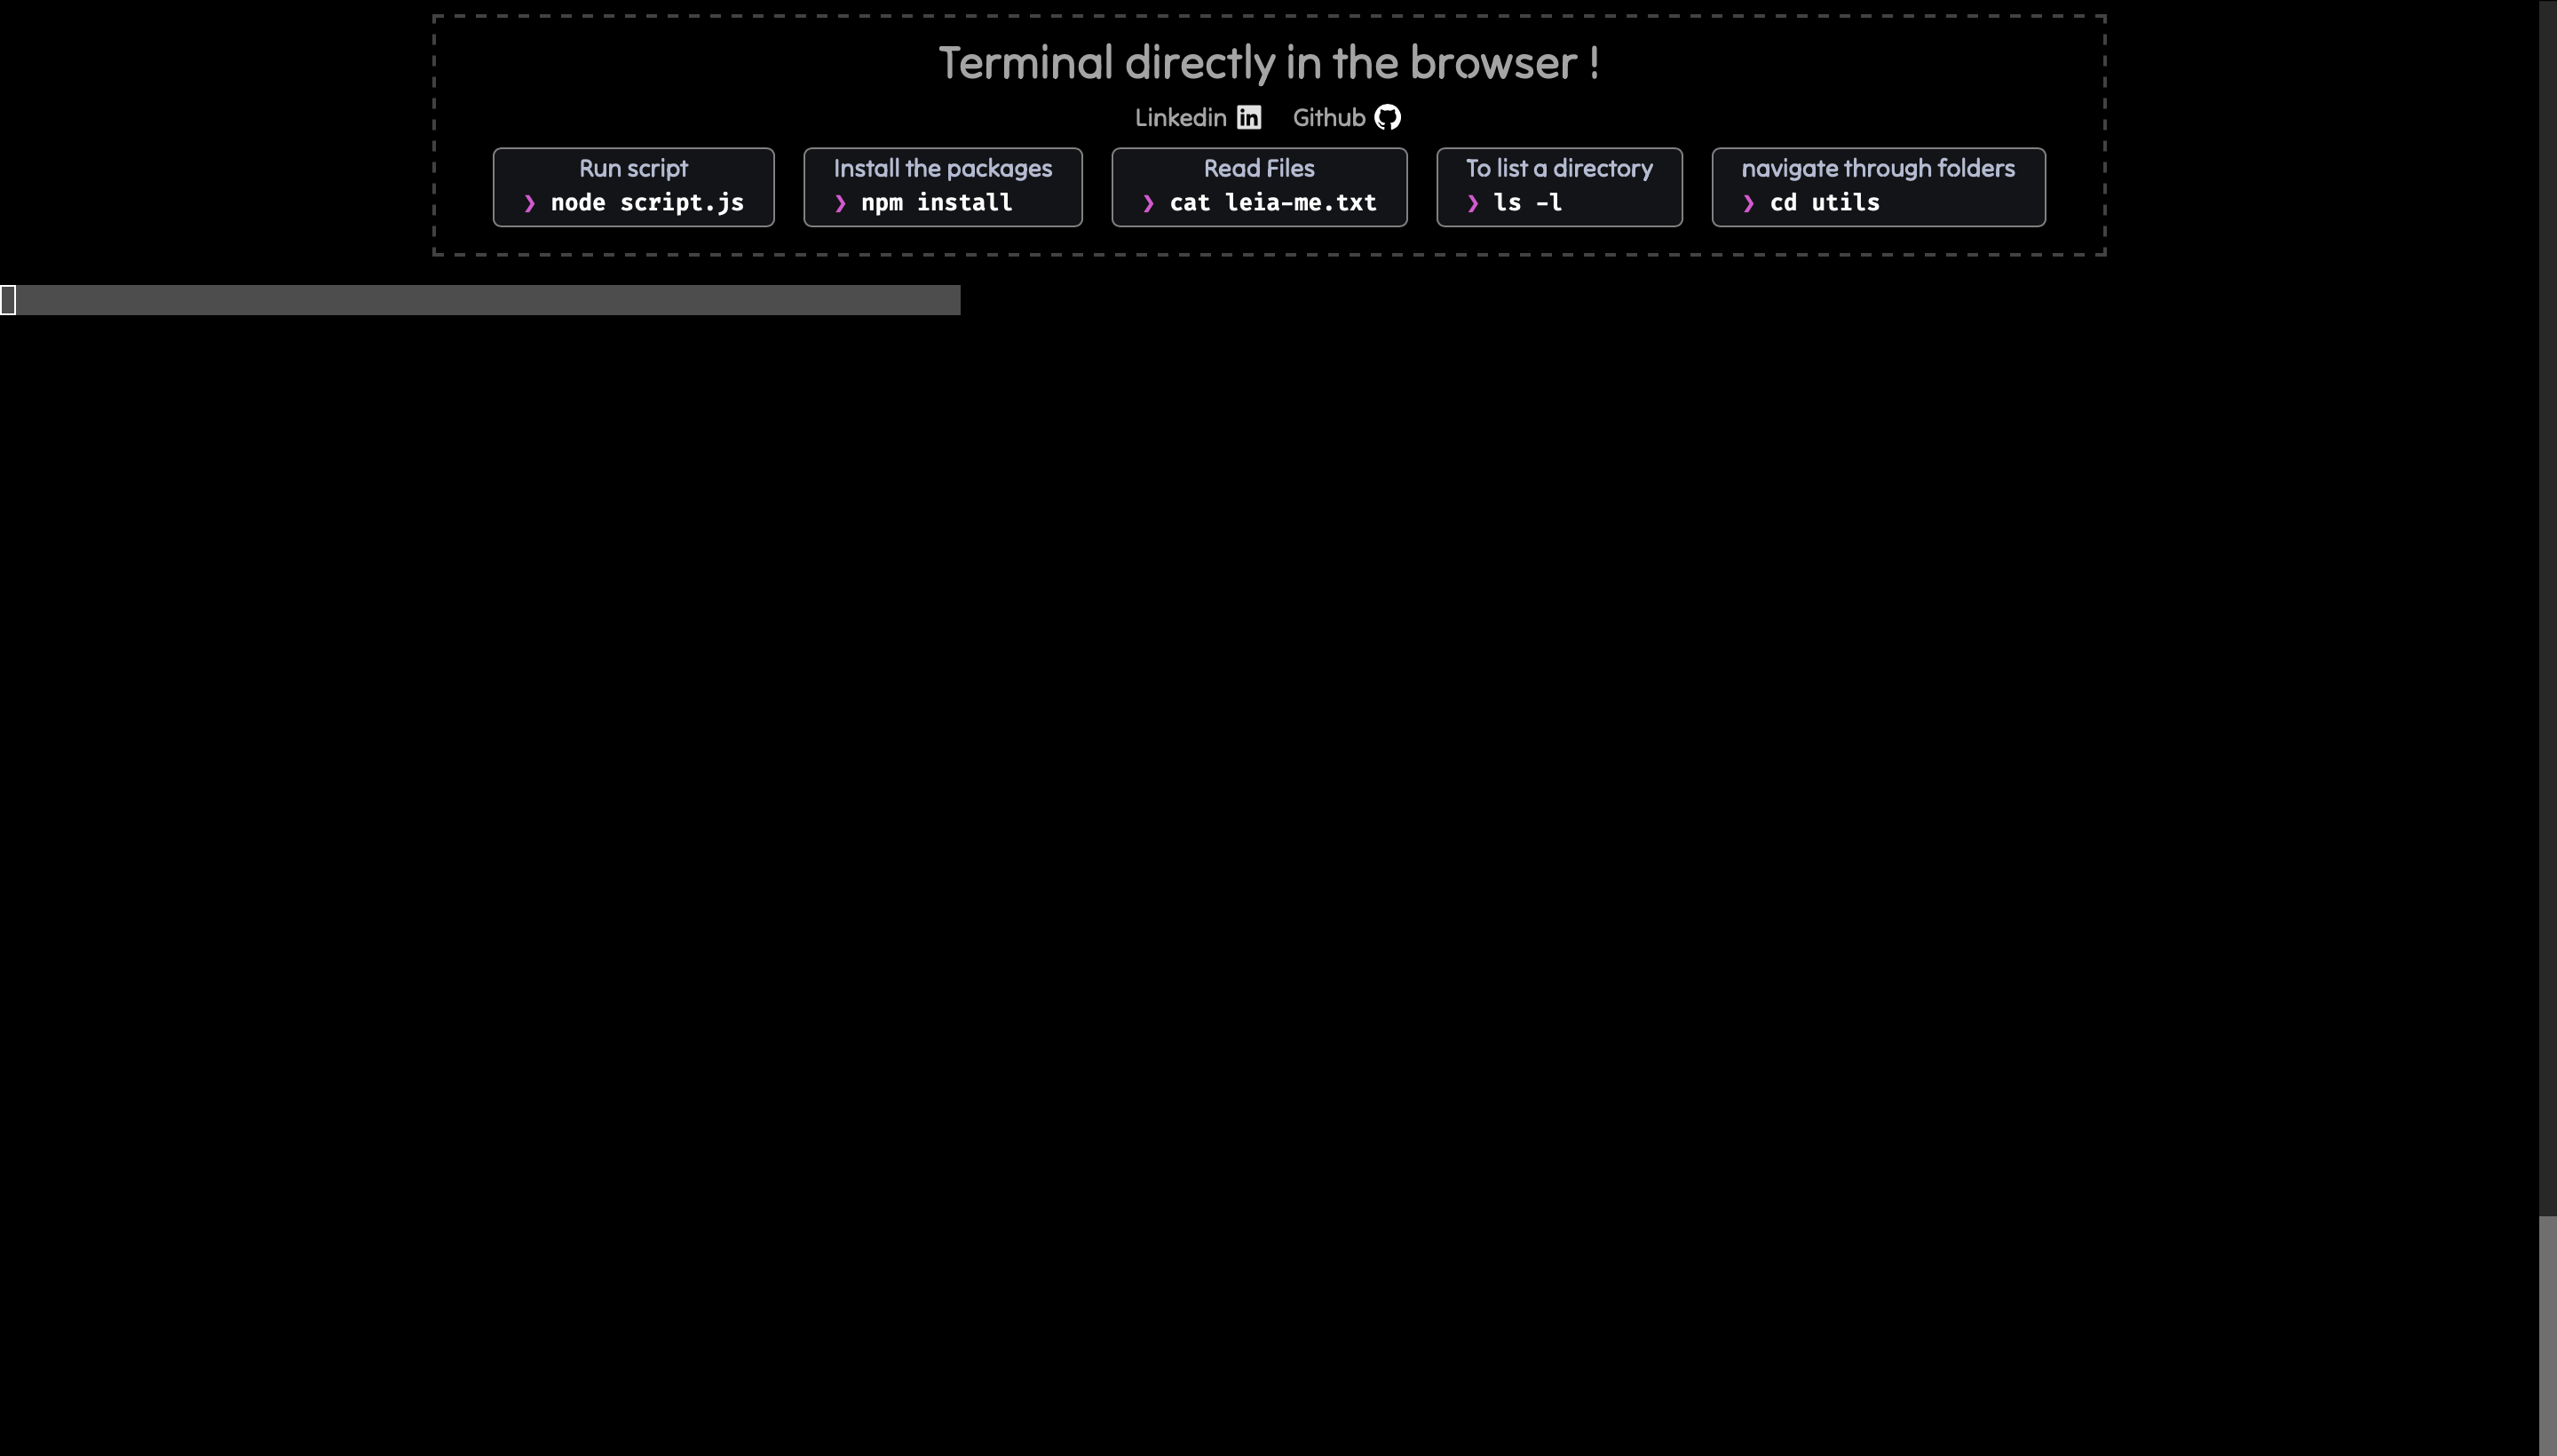 Terminal directly in the browser !
Linkedin Github
Run script
❯ node script.js
Install the packages
❯ npm install
Read Files
❯ cat leia-me.txt
To list a directory
❯ ls -l
navigate through folders
❯ cd utils